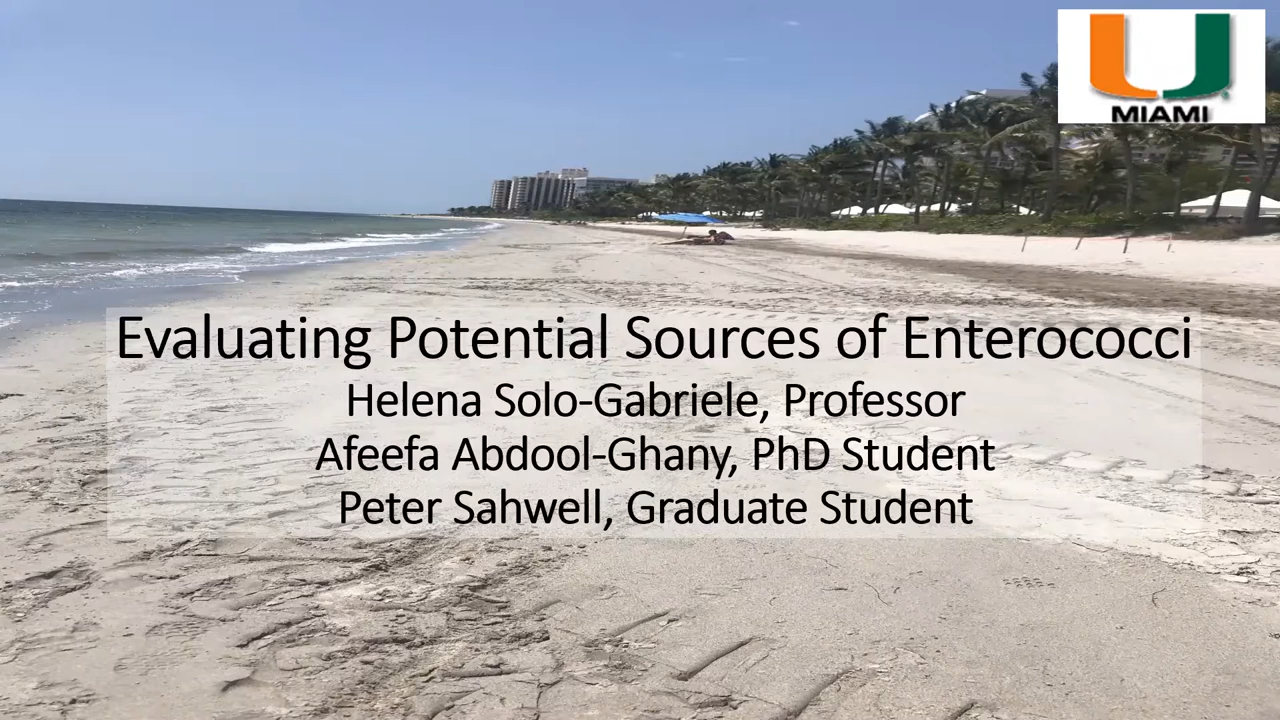 MIAMI
Evaluating Potential Sources of Enterococci
Helena Solo-Gabriele, Professor
Afeefa Abdool-Ghany, PhD Student
Peter Sahwell, Graduate Student